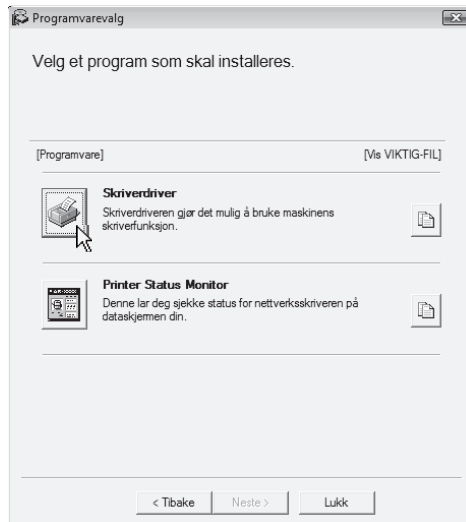 Programvarevalg
Velg et program som skal installeres.
[Programvare] [Vis VIKTIG-FIL]
Skriverdriver
Skriverdriveren gjør det mulig å bruke maskinens
skriverfunksjon.
Printer Status Monitor
Denne lar deg sjekke status for nettverksskriveren på
dataskjermen din.
< Tibake Neste > Lukk